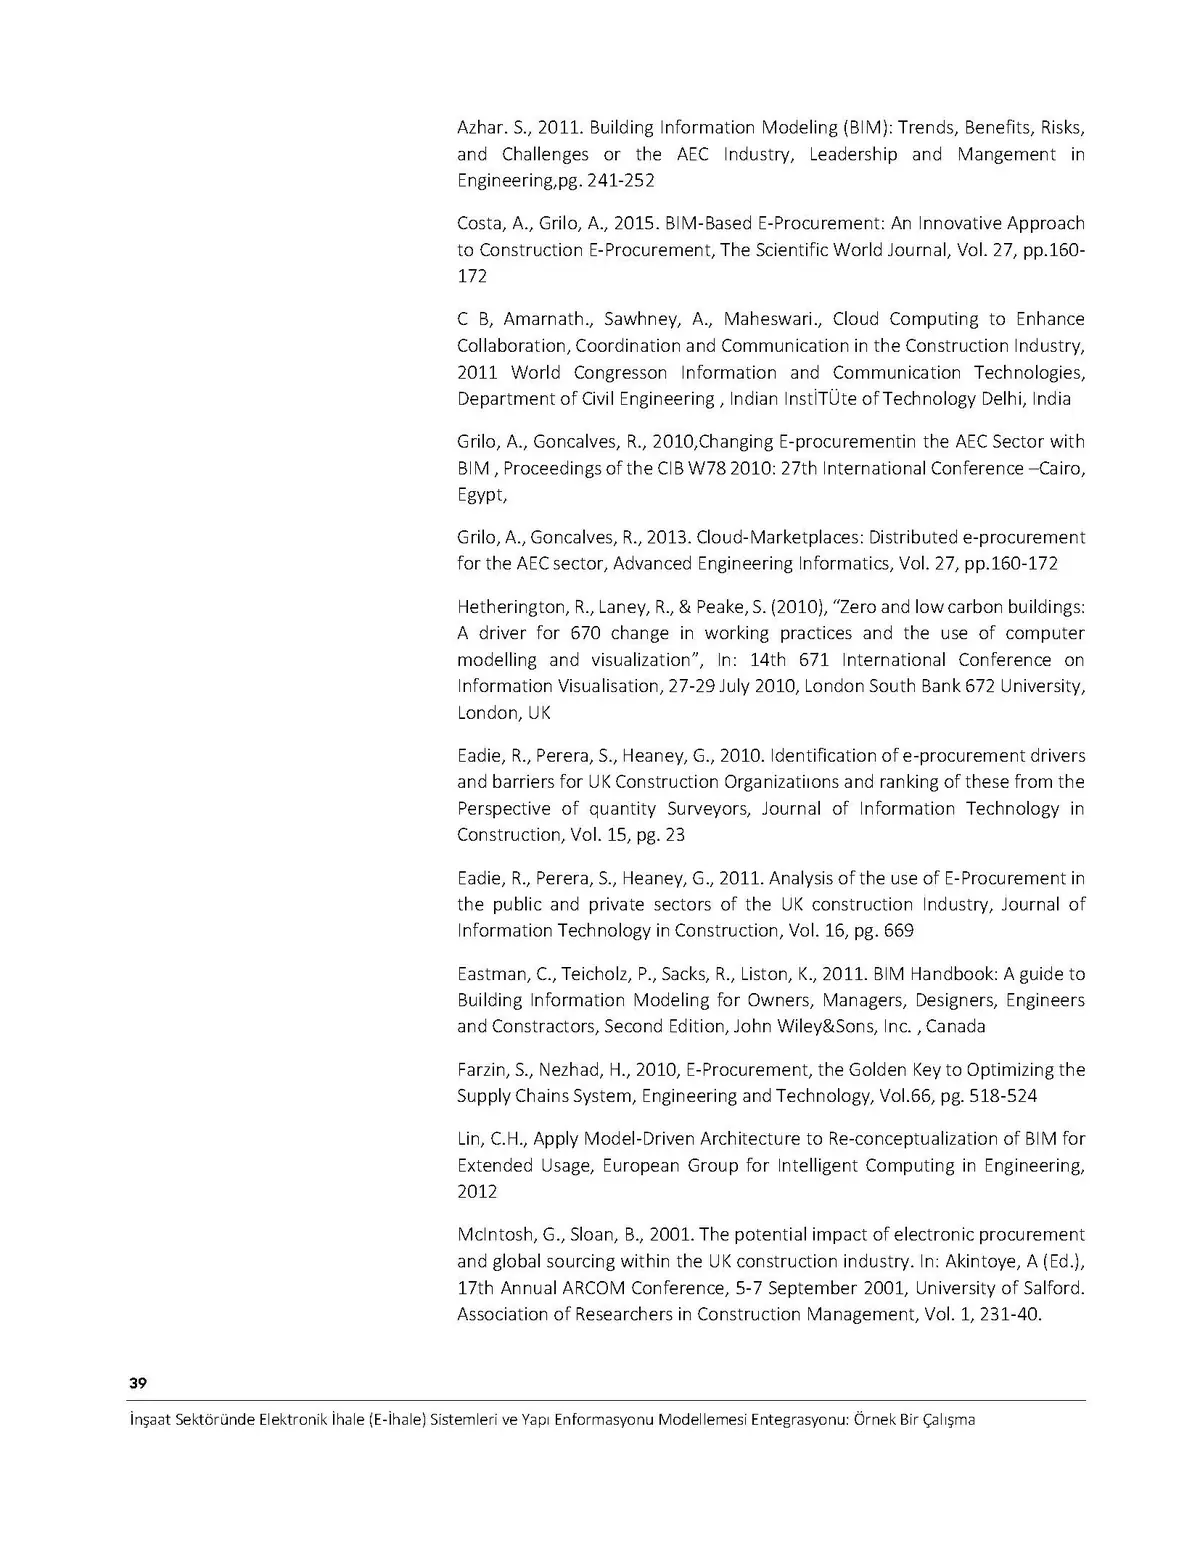 Azhar. S., 2011. Building Information Modeling (BIM): Trends, Benefits, Risks,
and Challenges or the AEC Industry, Leadership and Mangement in
Engineering,pg. 241-252
Costa, A., Grilo, A., 2015. BIM-Based E-Procurement: An Innovative Approach
to Construction E-Procurement, The Scientific World Journal, Vol. 27, pp.160-
172
C B, Amarnath., Sawhney, A., Maheswari., Cloud Computing to Enhance
Collaboration, Coordination and Communication in the Construction Industry,
2011 World Congresson Information and Communication Technologies,
Department of Civil Engineering , Indian InstİTÜte of Technology Delhi, India
Grilo, A., Goncalves, R., 2010,Changing E-procurementin the AEC Sector with
BIM , Proceedings of the CIB W78 2010: 27th International Conference –Cairo,
Egypt,
Grilo, A., Goncalves, R., 2013. Cloud-Marketplaces: Distributed e-procurement
for the AEC sector, Advanced Engineering Informatics, Vol. 27, pp.160-172
Hetherington, R., Laney, R., & Peake, S. (2010), “Zero and low carbon buildings:
A driver for 670 change in working practices and the use of computer
modelling and visualization”, In: 14th 671 International Conference on
Information Visualisation, 27-29 July 2010, London South Bank 672 University,
London, UK
Eadie, R., Perera, S., Heaney, G., 2010. Identification of e-procurement drivers
and barriers for UK Construction Organizatiions and ranking of these from the
Perspective of quantity Surveyors, Journal of Information Technology in
Construction, Vol. 15, pg. 23
Eadie, R., Perera, S., Heaney, G., 2011. Analysis of the use of E-Procurement in
the public and private sectors of the UK construction Industry, Journal of
Information Technology in Construction, Vol. 16, pg. 669
Eastman, C., Teicholz, P., Sacks, R., Liston, K., 2011. BIM Handbook: A guide to
Building Information Modeling for Owners, Managers, Designers, Engineers
and Constractors, Second Edition, John Wiley&Sons, Inc. , Canada
Farzin, S., Nezhad, H., 2010, E-Procurement, the Golden Key to Optimizing the
Supply Chains System, Engineering and Technology, Vol.66, pg. 518-524
Lin, C.H., Apply Model-Driven Architecture to Re-conceptualization of BIM for
Extended Usage, European Group for Intelligent Computing in Engineering,
2012
McIntosh, G., Sloan, B., 2001. The potential impact of electronic procurement
and global sourcing within the UK construction industry. In: Akintoye, A (Ed.),
17th Annual ARCOM Conference, 5-7 September 2001, University of Salford.
Association of Researchers in Construction Management, Vol. 1, 231-40.
39
İnşaat Sektöründe Elektronik İhale (E-İhale) Sistemleri ve Yapı Enformasyonu Modellemesi Entegrasyonu: Örnek Bir Çalışma